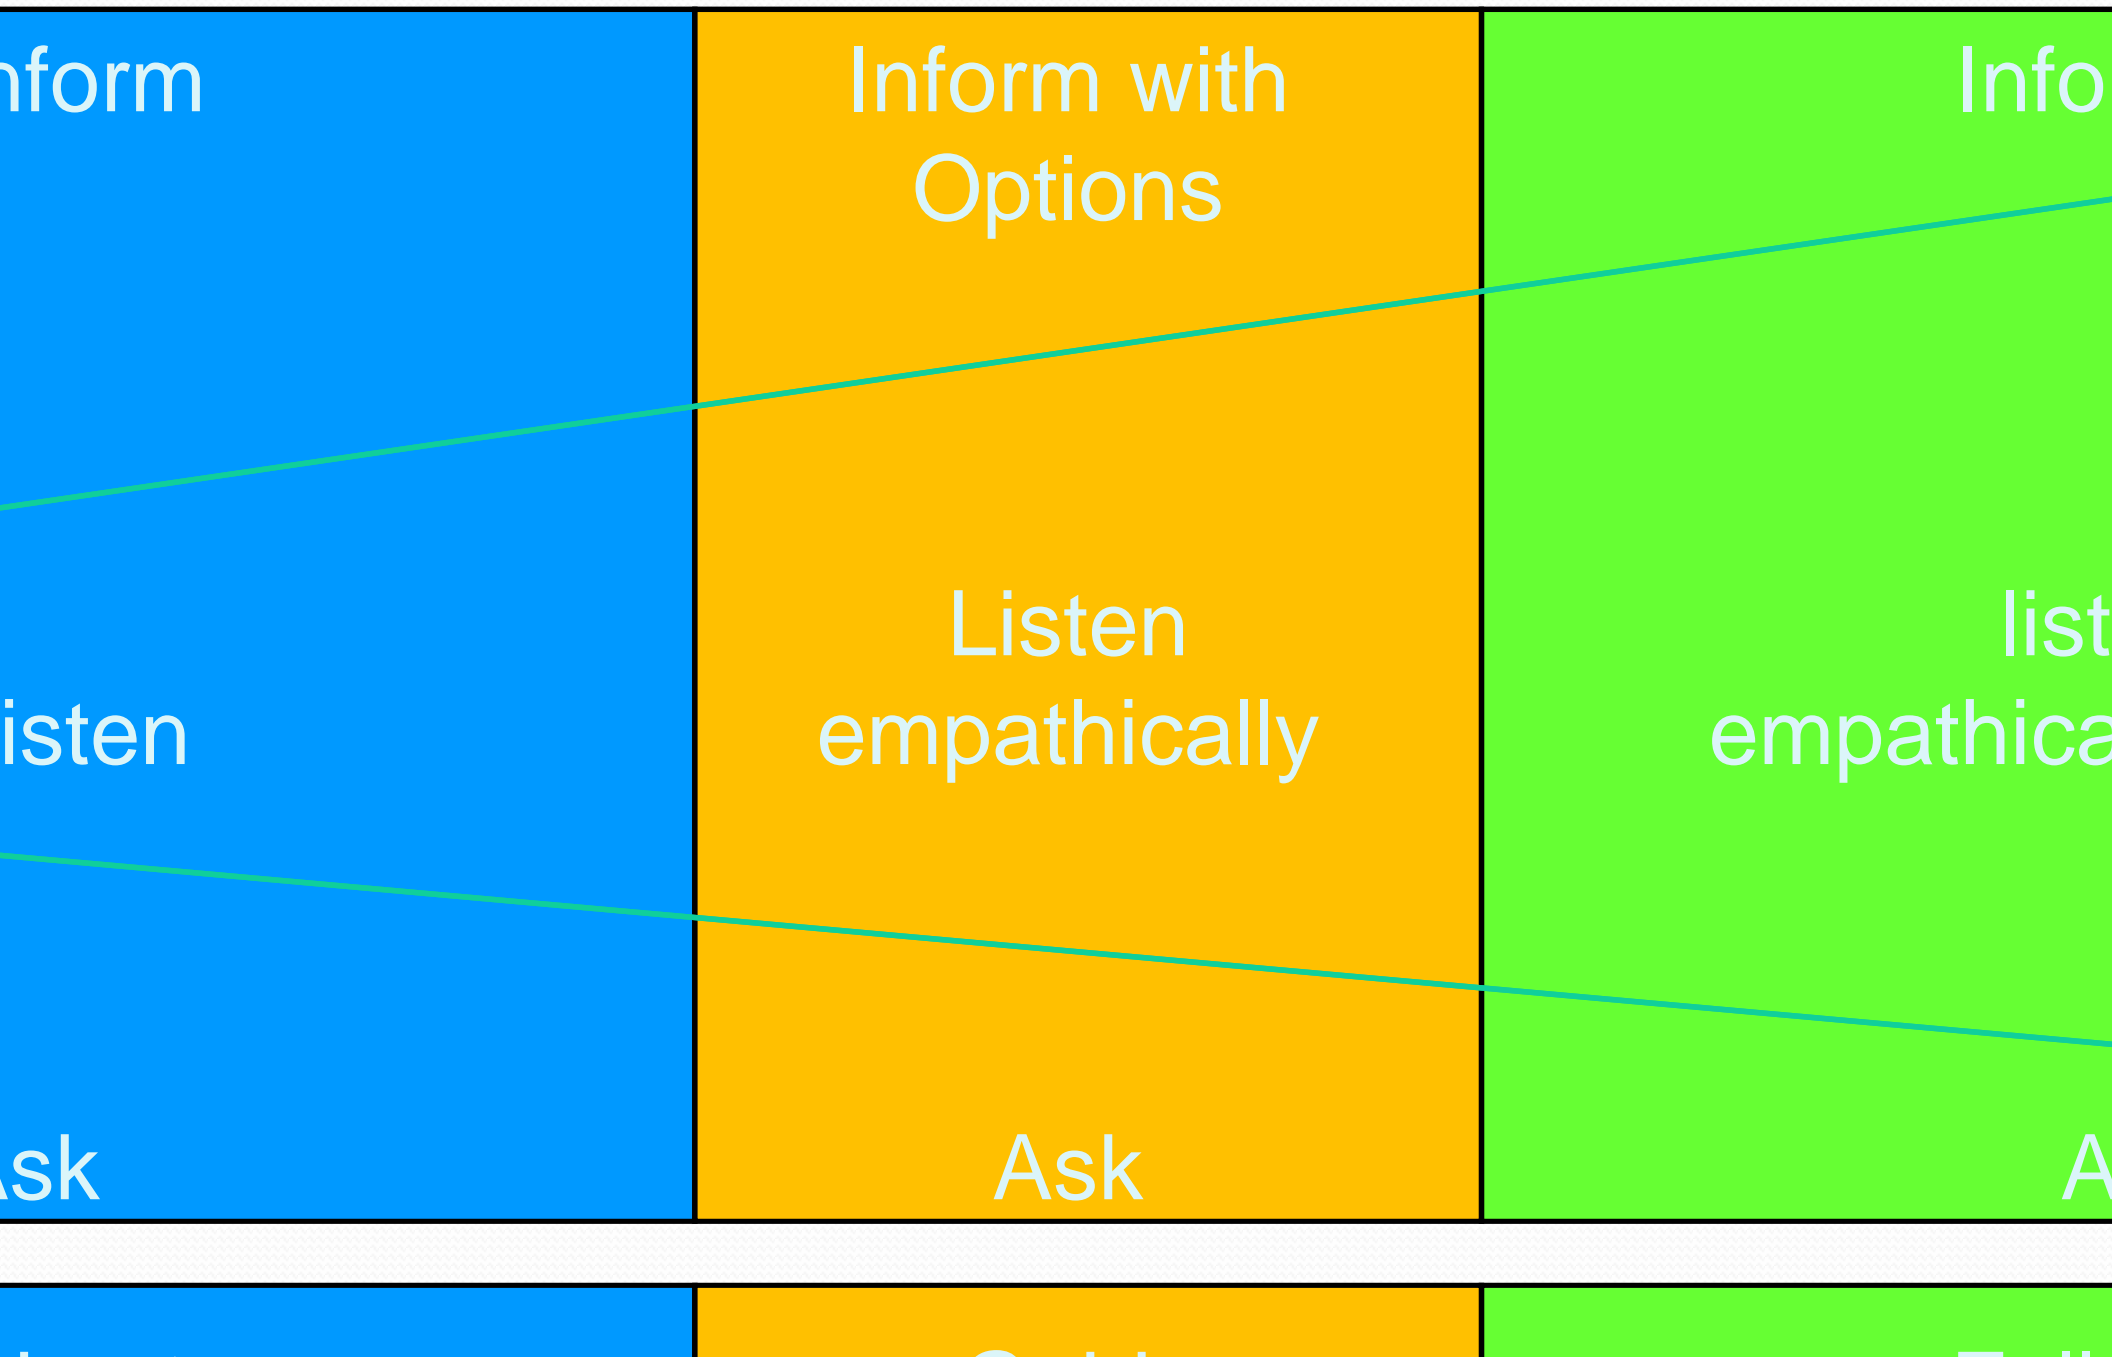 nform
Inform with
Options
Info
isten
Listen
empathically
list
empathica
sk
Ask
A